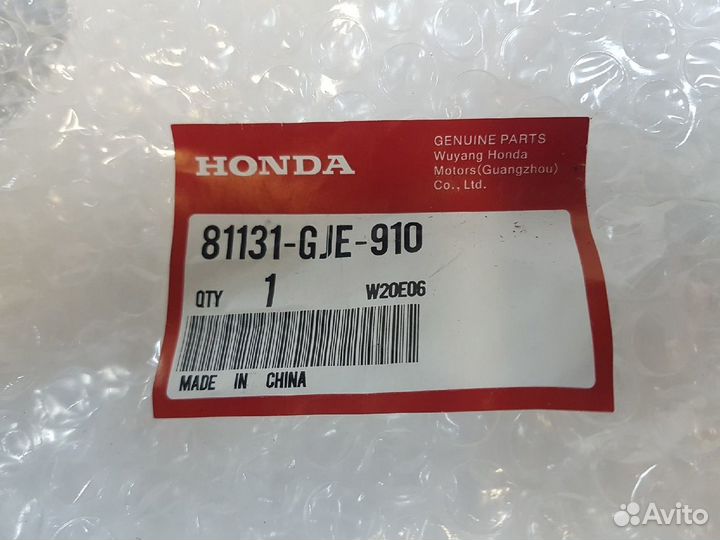 HONDA
GENUINE PARTS
Wuyang Honda
Motors(Guangzhou)
Co., Ltd.
81131-GJE-910
QTY 1 W20E06
MADE IN CHINA
Avito